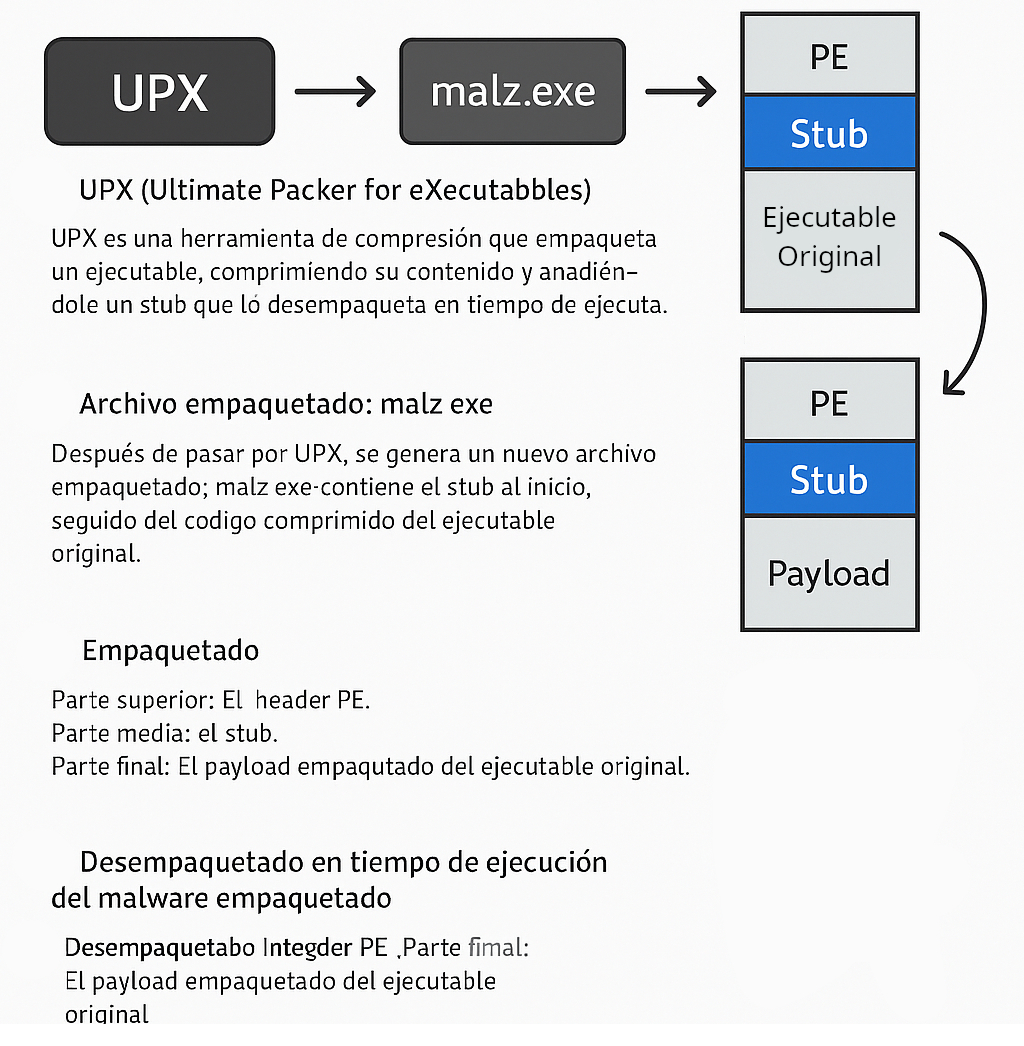 UPX
malz.exe
PE
Stub
Ejecutable
Original
UPX (Ultimate Packer for eXecutabbles)
UPX es una herramienta de compresión que empaqueta
un ejecutable, comprimíendo su contenido y anadién–
dole un stub que ló desempaqueta en tiempo de ejecuta.
PE
Stub
Payload
Archivo empaquetado: malz exe
Después de pasar por UPX, se genera un nuevo archivo
empaquetado; malz exe·contiene el stub al inicio,
seguido del codigo comprimido del ejecutable
original.
Empaquetado
Parte superior: El header PE.
Parte media: el stub.
Parte final: El payload empaqutado del ejecutable original.
Desempaquetado en tiempo de ejecución
del malware empaquetado
Desempaquetabo Integder PE ,Parte fimal:
El payload empaquetado del ejecutable
original